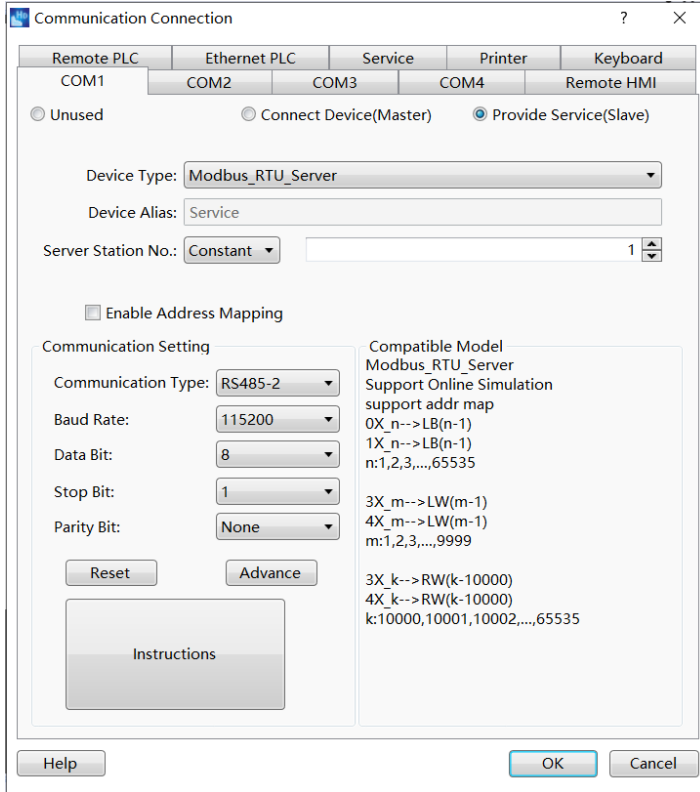 Communication Connection
?
Remote PLC
Ethernet PLC
Service
Printer
Keyboard
COM1
COM2
COM3
COM4
Remote HMI
Unused
Connect Device(Master)
Provide Service(Slave)
Device Type: Modbus_RTU_Server
Device Alias: Service
Server Station No.: Constant 1
Enable Address Mapping
Communication Setting
Communication Type: RS485-2
Baud Rate: 115200
Data Bit: 8
Stop Bit: 1
Parity Bit: None
Reset
Advance
Instructions
Compatible Model
Modbus_RTU_Server
Support Online Simulation
support addr map
0X_n-->LB(n-1)
1X_n-->LB(n-1)
n:1,2,3,...,65535
3X_m-->LW(m-1)
4X_m-->LW(m-1)
m:1,2,3,...,9999
3X_k-->RW(k-10000)
4X_k-->RW(k-10000)
k:10000,10001,10002,...,65535
Help
OK
Cancel